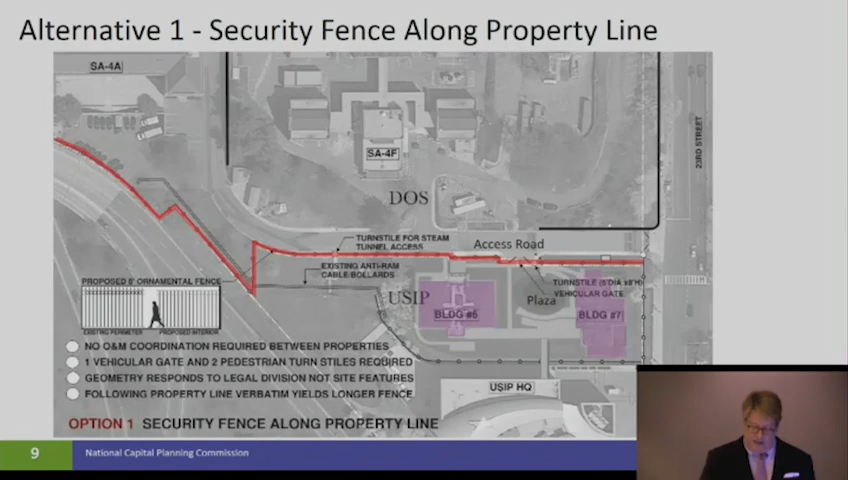 Alternative 1 - Security Fence Along Property Line
SA-4A
SA-4F
23RD STREET
DOS
TURNSTILE FOR STEAM
TUNNEL ACCESS
Access Road
EXISTING ANTI-RAM
CABLE BOLLARDS
PROPOSED 8' ORNAMENTAL FENCE
USIP
TURNSTILE (5'DIA x8'H)
VEHICULAR GATE
Plaza
BLDG #6
BLDG #7
EXISTING PERIMETER
PROPOSED INTERIOR
NO O&M COORDINATION REQUIRED BETWEEN PROPERTIES
1 VEHICULAR GATE AND 2 PEDESTRIAN TURN STILES REQUIRED
GEOMETRY RESPONDS TO LEGAL DIVISION NOT SITE FEATURES
FOLLOWING PROPERTY LINE VERBATIM YIELDS LONGER FENCE
USIP HQ
OPTION 1 SECURITY FENCE ALONG PROPERTY LINE
9
National Capital Planning Commission